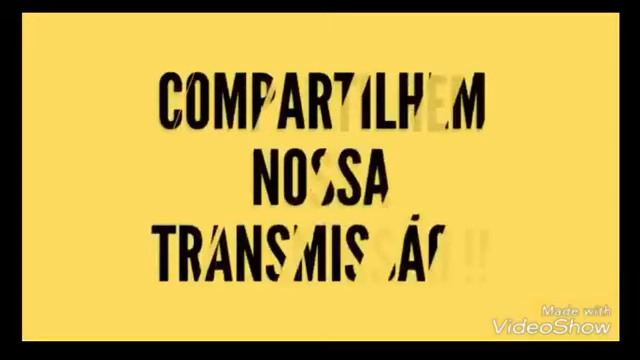 COMPARTILHEM
NOSSA
TRANSMISSÃO !!
Made with
VideoShow